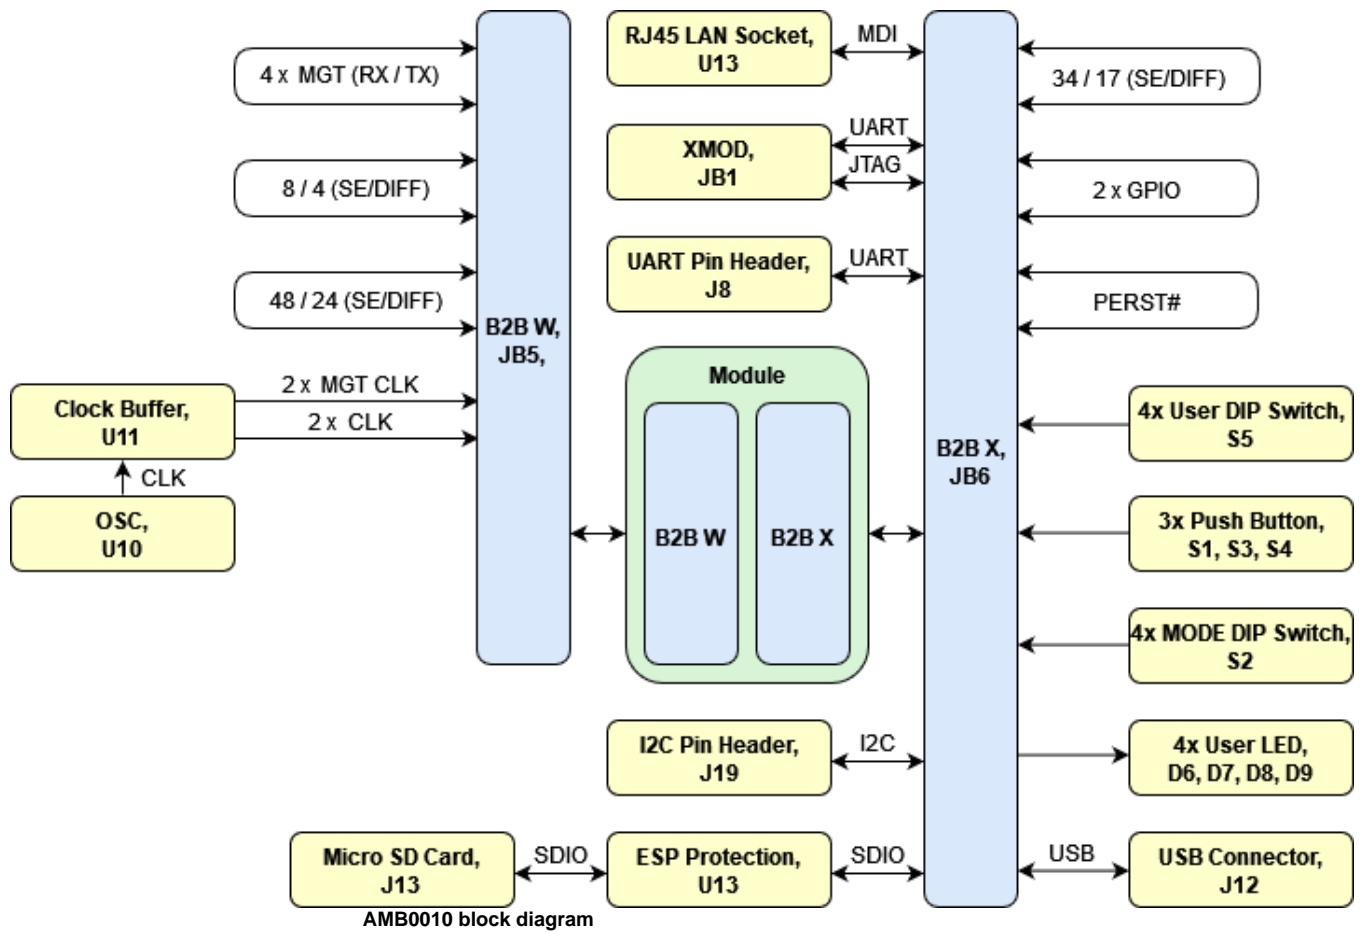 RJ45 LAN Socket,
U13
MDI
4 x MGT (RX / TX)
34 / 17 (SE/DIFF)
XMOD,
JB1
UART
JTAG
8 / 4 (SE/DIFF)
2 x GPIO
UART Pin Header,
J8
UART
48 / 24 (SE/DIFF)
PERST#
B2B W,
JB5,
Module
2 x MGT CLK
2 x CLK
Clock Buffer,
U11
CLK
OSC,
U10
B2B W
B2B X
B2B X,
JB6
4x User DIP Switch,
S5
3x Push Button,
S1, S3, S4
4x MODE DIP Switch,
S2
I2C Pin Header,
J19
I2C
4x User LED,
D6, D7, D8, D9
Micro SD Card,
J13
SDIO
ESP Protection,
U13
SDIO
USB
USB Connector,
J12
AMB0010 block diagram